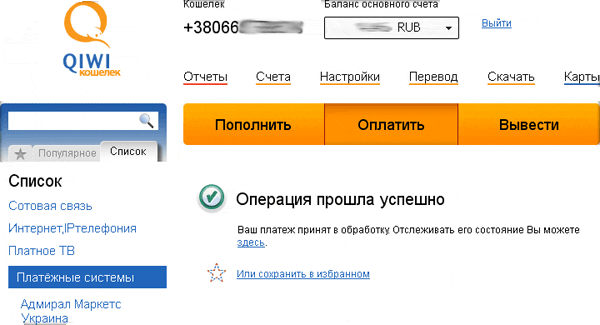 Кошелек
Баланс основного счета
+38066
RUB
Выйти
QIWI
кошелек
Отчеты
Счета
Настройки
Перевод
Скачать
Карты
Пополнить
Оплатить
Вывести
Популярное
Список
Список
Сотовая связь
Интернет,IPтелефония
Платное ТВ
Платёжные системы
Адмирал Маркетс
Украина
Операция прошла успешно
Ваш платеж принят в обработку. Отслеживать его состояние Вы можете
здесь.
Или сохранить в избранном